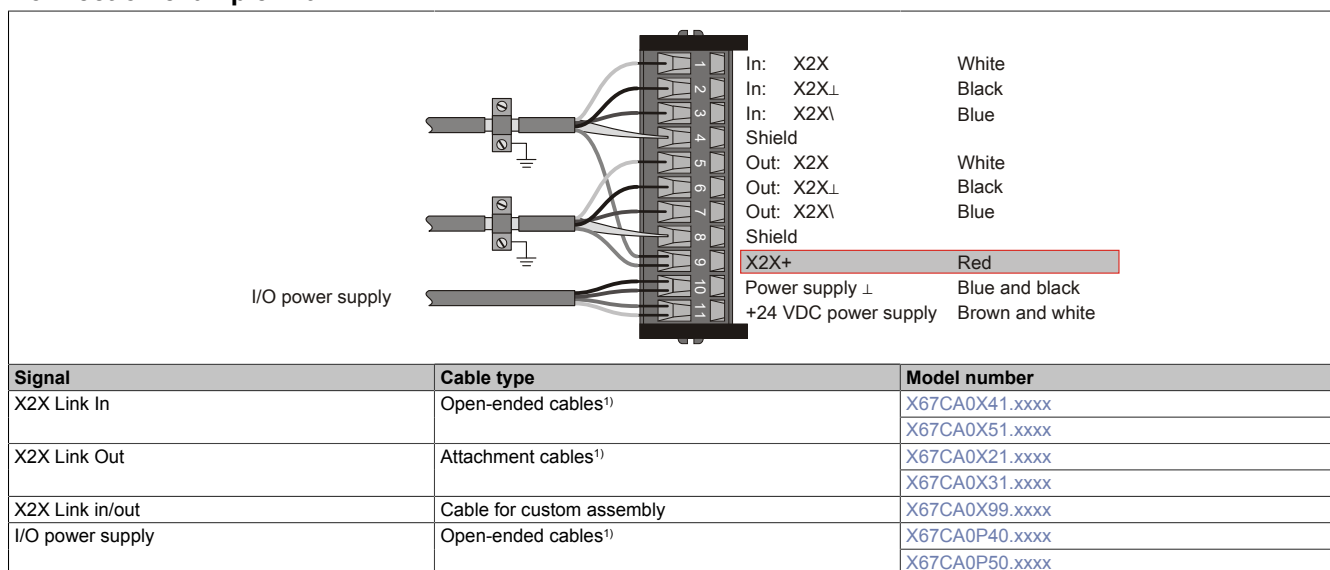 1
2
3
4
5
6
7
8
9
10
11
In: X2X White
In: X2X⊥ Black
In: X2X\ Blue
Shield
Out: X2X White
Out: X2X⊥ Black
Out: X2X\ Blue
Shield
X2X+ Red
Power supply ⊥ Blue and black
+24 VDC power supply Brown and white
I/O power supply
Signal Cable type Model number
X2X Link In Open-ended cables1) X67CA0X41.xxxx
X67CA0X51.xxxx
X2X Link Out Attachment cables1) X67CA0X21.xxxx
X67CA0X31.xxxx
X2X Link in/out Cable for custom assembly X67CA0X99.xxxx
I/O power supply Open-ended cables1) X67CA0P40.xxxx
X67CA0P50.xxxx